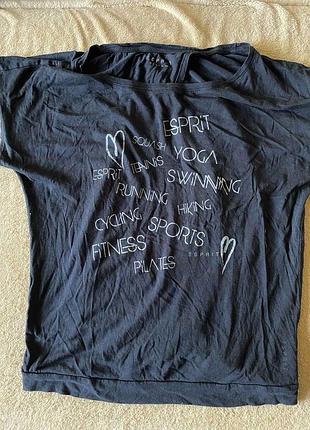 ESPRIT
SQUASH YOGA
ESPRIT TENNIS SWIMMING
RUNNING
CYCLING HIKING
SPORTS
FITNESS ESPRIT
PILATES